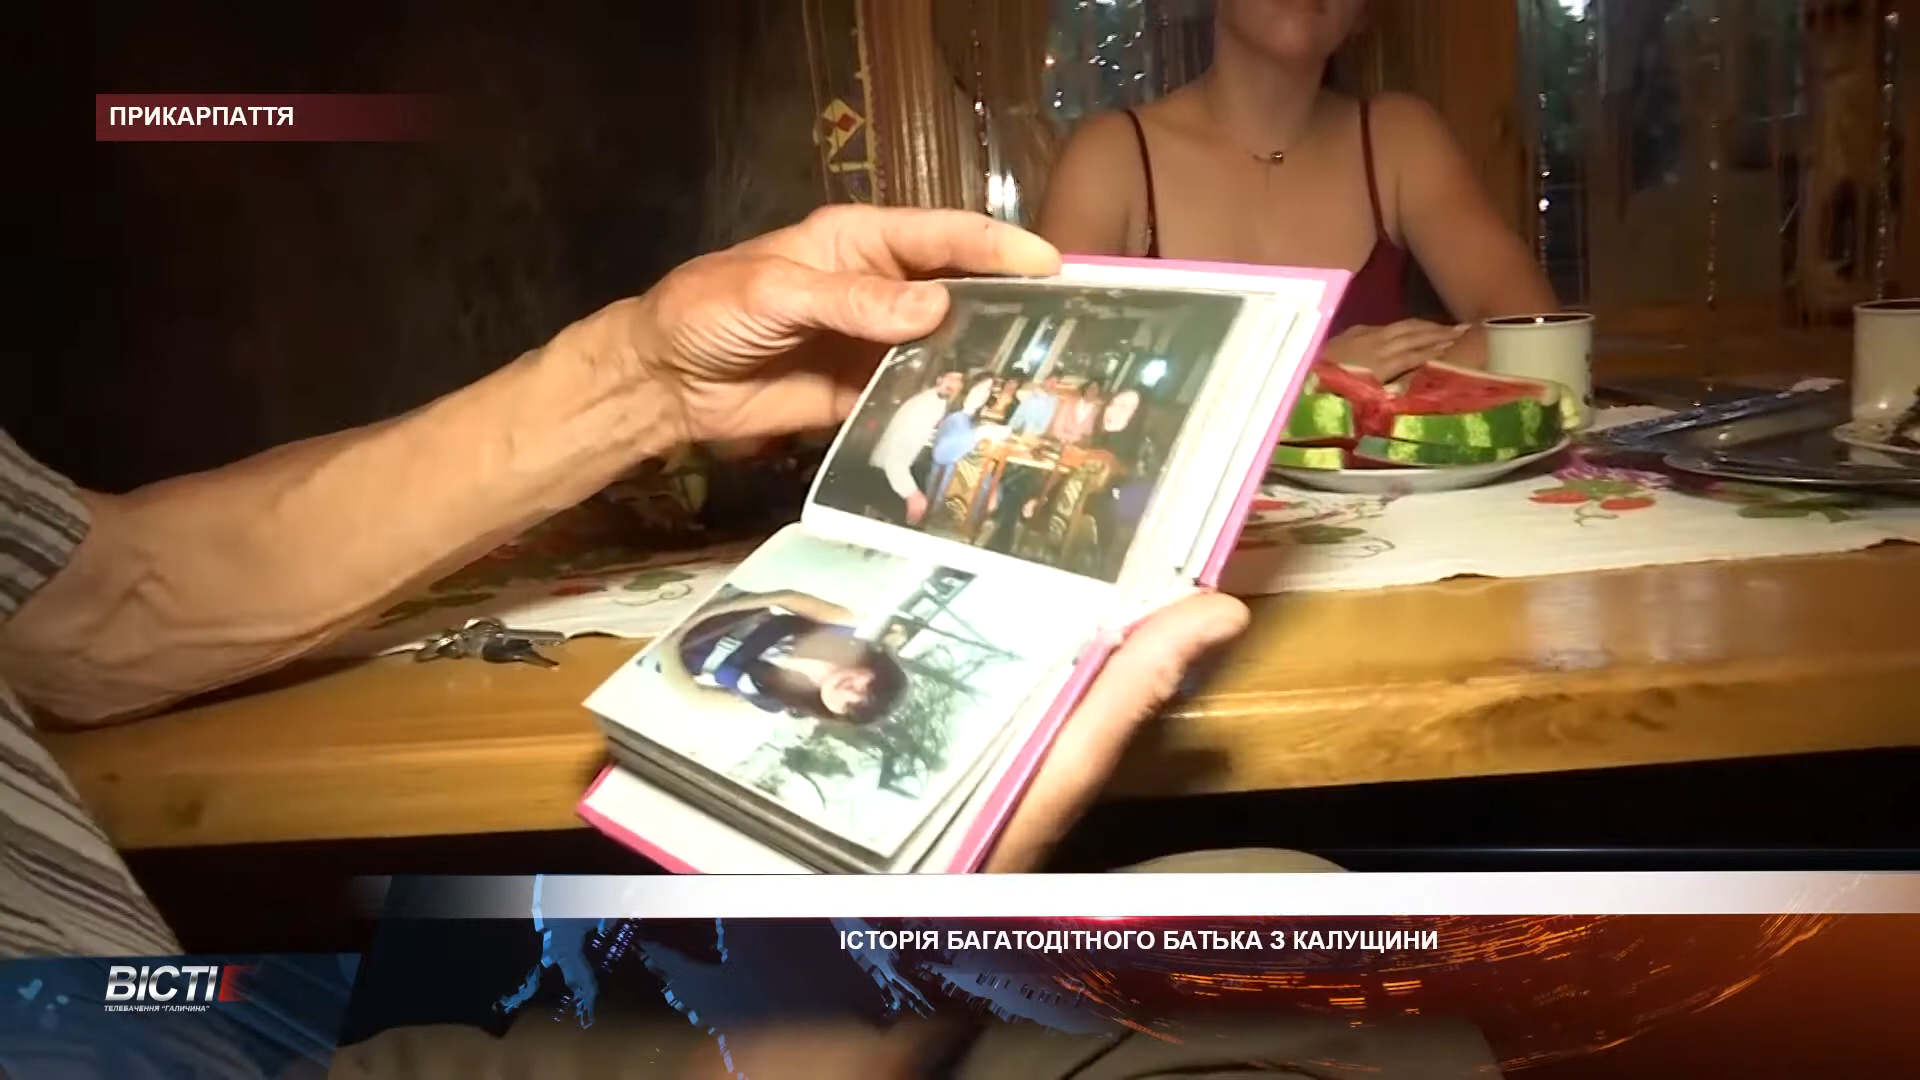 ПРИКАРПАТТЯ
ІСТОРІЯ БАГАТОДІТНОГО БАТЬКА З КАЛУЩИНИ
ВІСТІ
ТЕЛЕБАЧЕННЯ "ГАЛИЧИНА"